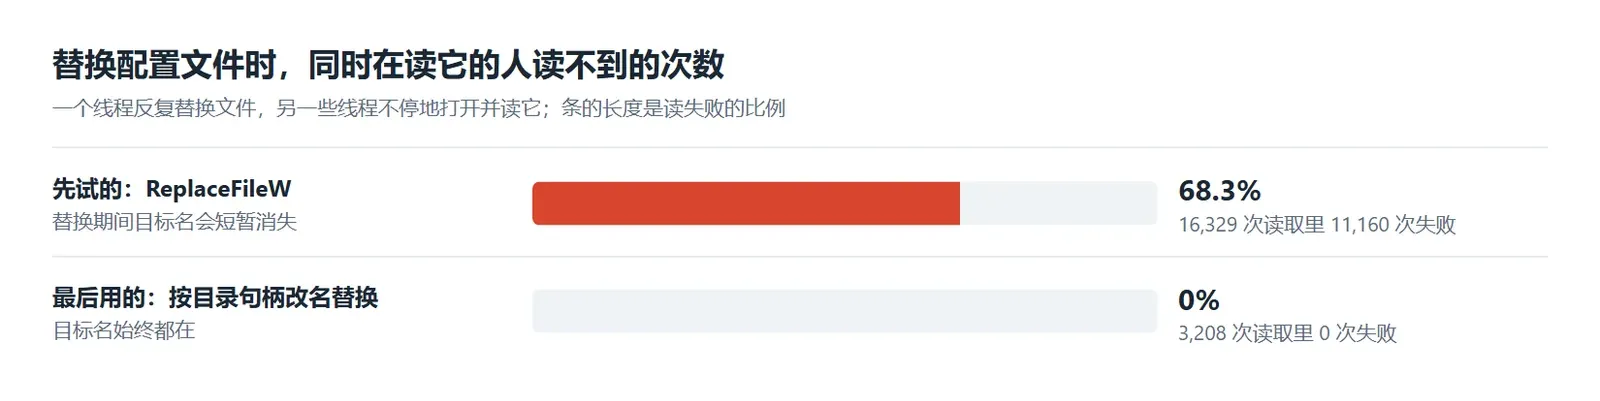 替换配置文件时，同时在读它的人读不到的次数
一个线程反复替换文件，另一些线程不停地打开并读它；条的长度是读失败的比例
先试的：ReplaceFileW
替换期间目标名会短暂消失
68.3%
16,329 次读取里 11,160 次失败
最后用的：按目录句柄改名替换
目标名始终都在
0%
3,208 次读取里 0 次失败